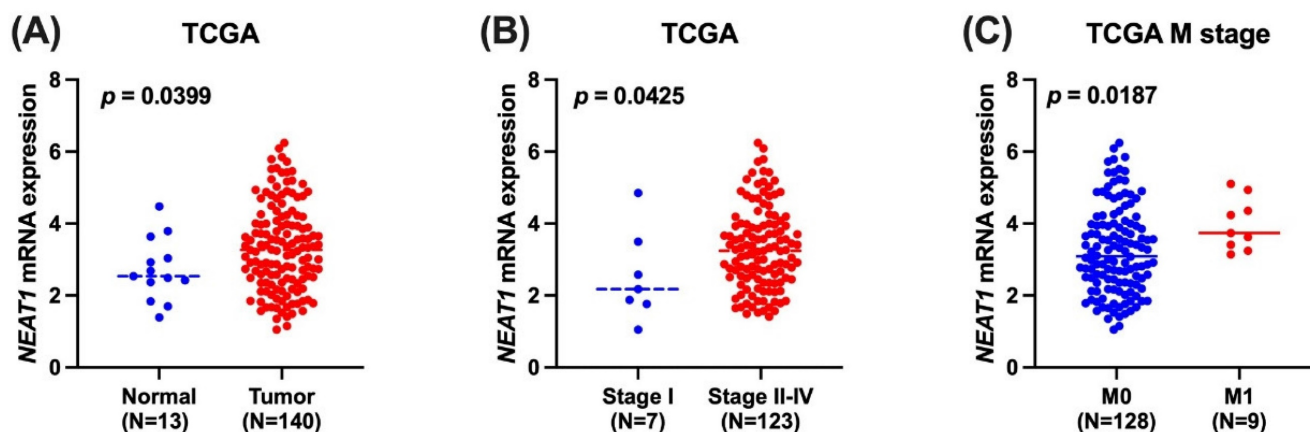 (A) TCGA
NEAT1 mRNA expression
8
6
4
2
0
p = 0.0399
Normal
(N=13)
Tumor
(N=140)
(B) TCGA
NEAT1 mRNA expression
8
6
4
2
0
p = 0.0425
Stage I
(N=7)
Stage II-IV
(N=123)
(C) TCGA M stage
NEAT1 mRNA expression
8
6
4
2
0
p = 0.0187
M0
(N=128)
M1
(N=9)